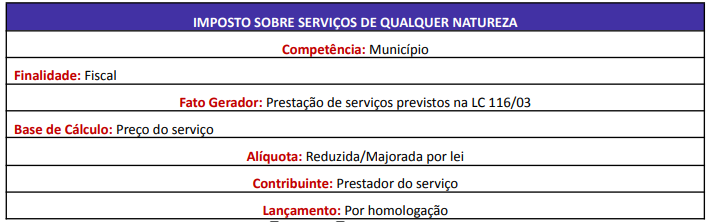 IMPOSTO SOBRE SERVIÇOS DE QUALQUER NATUREZA
Competência: Município
Finalidade: Fiscal
Fato Gerador: Prestação de serviços previstos na LC 116/03
Base de Cálculo: Preço do serviço
Alíquota: Reduzida/Majorada por lei
Contribuinte: Prestador do serviço
Lançamento: Por homologação